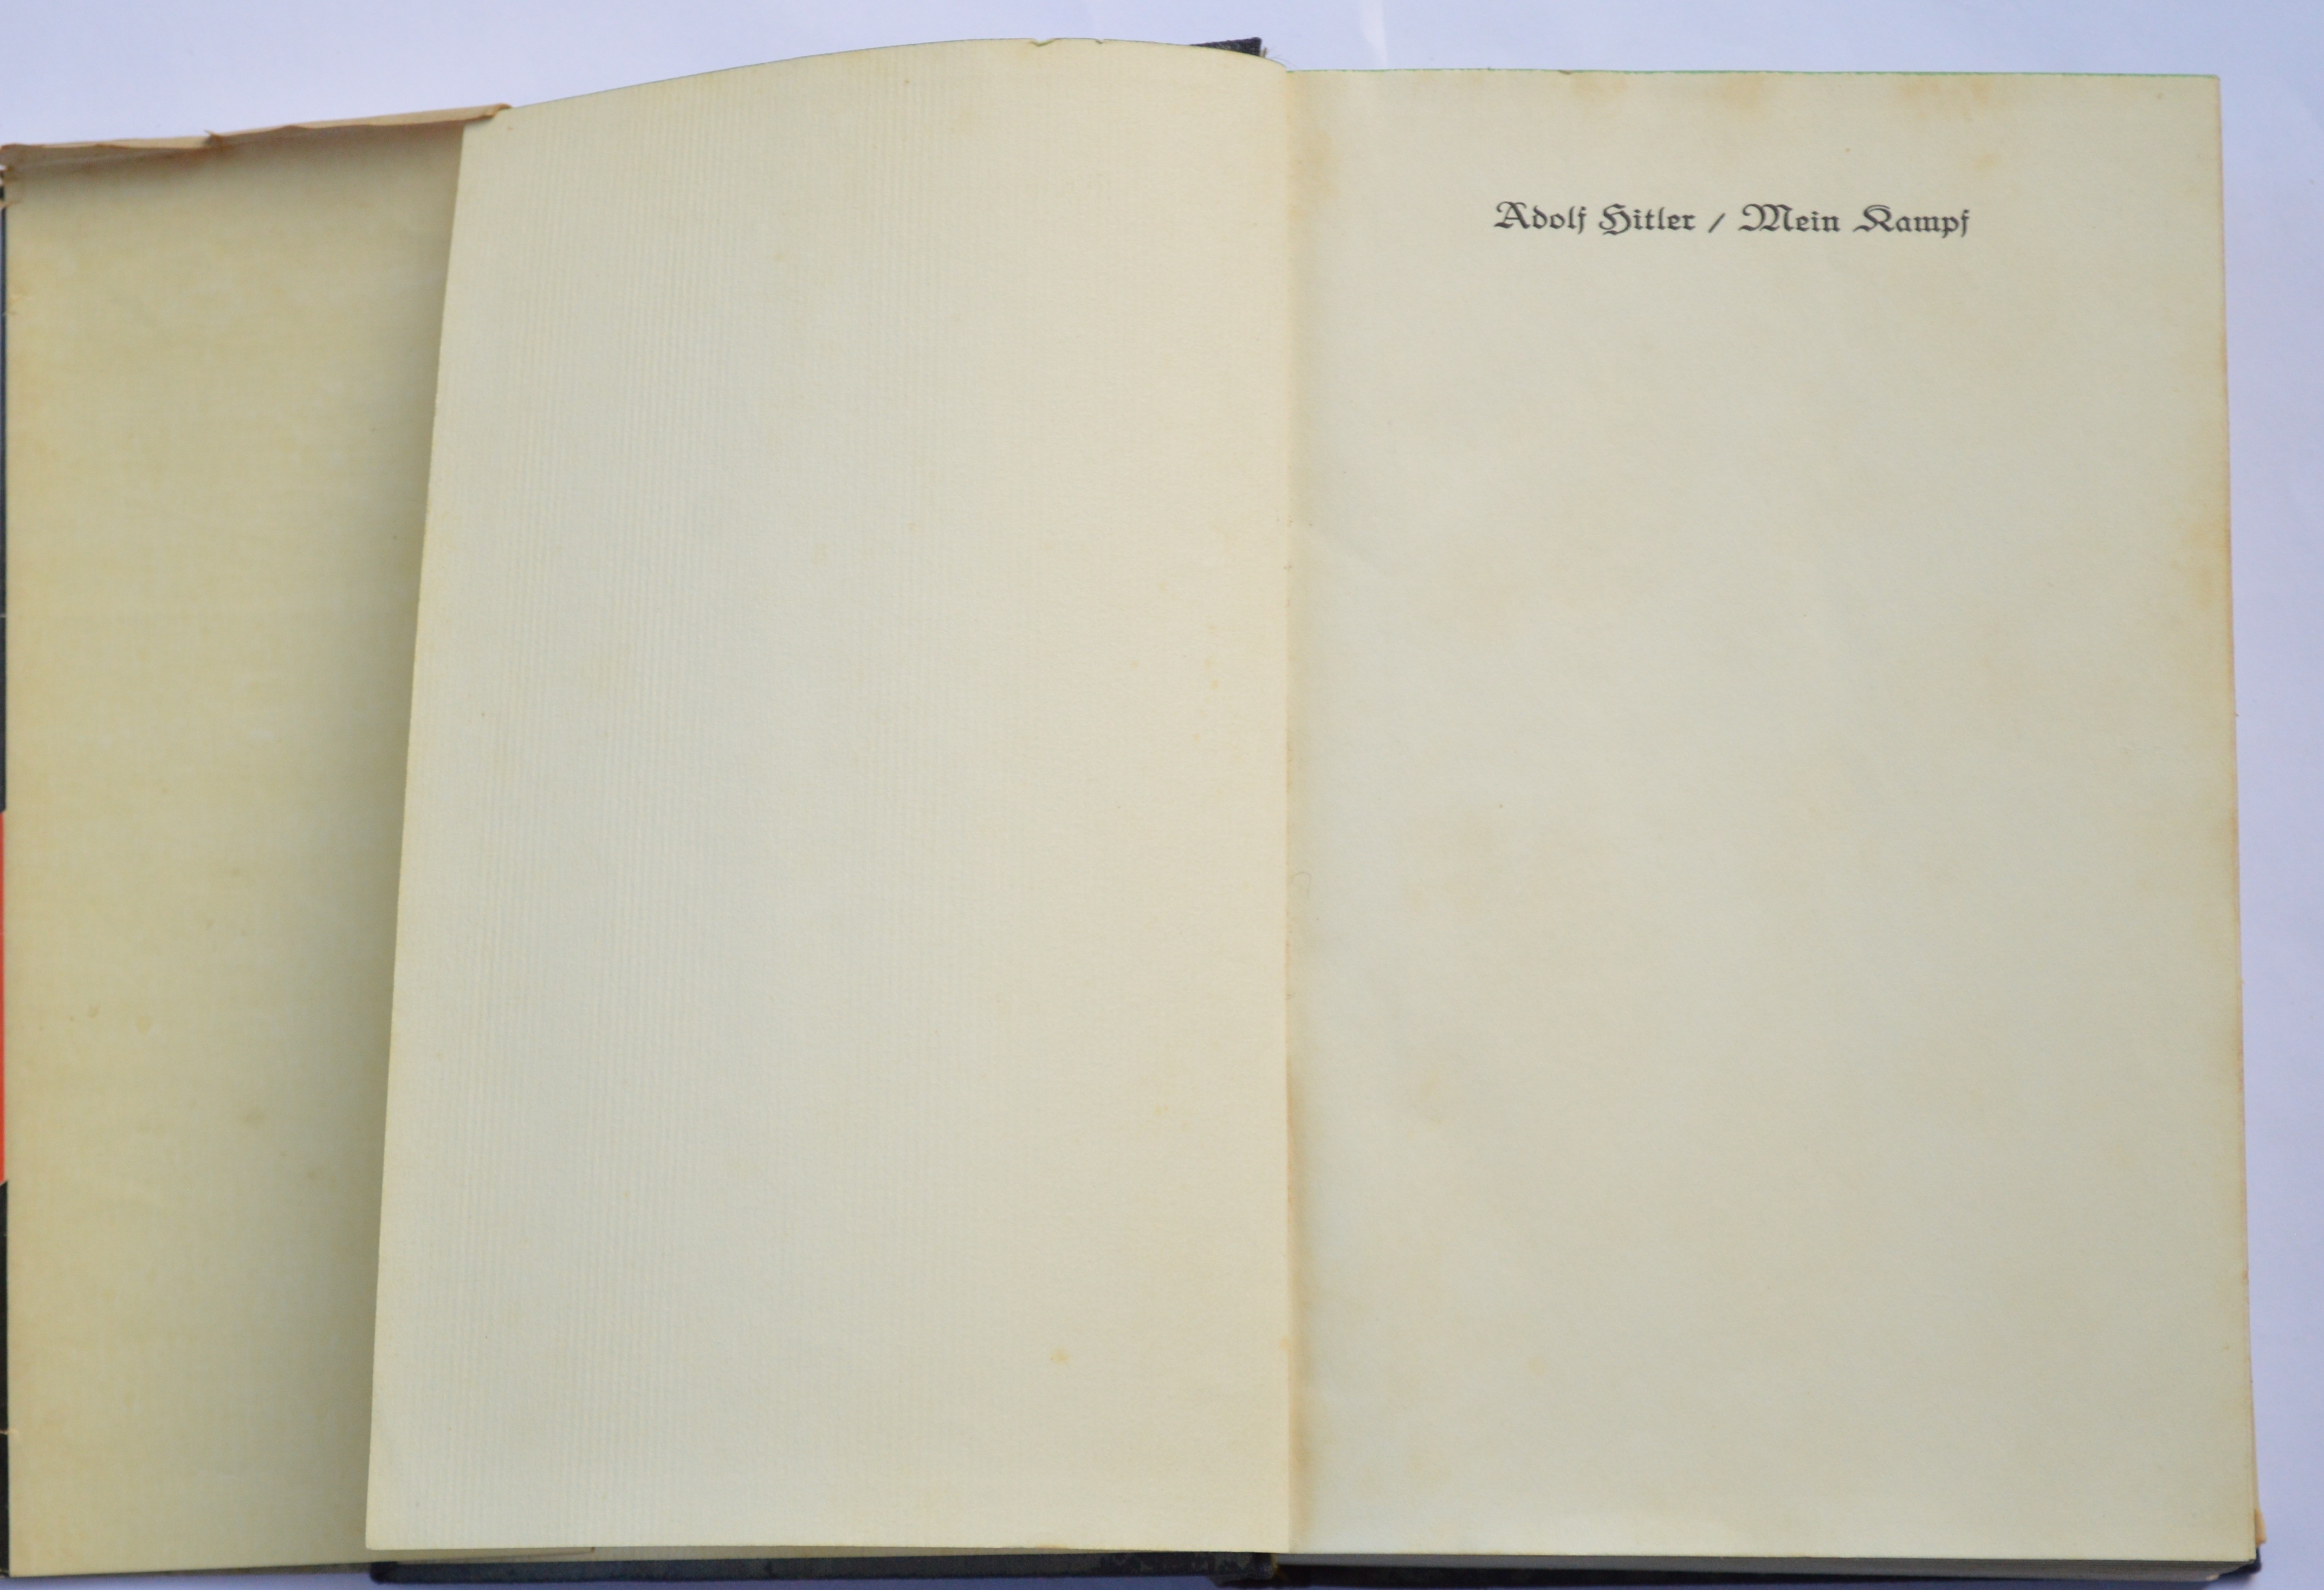 Adolf Hitler / Mein Kampf